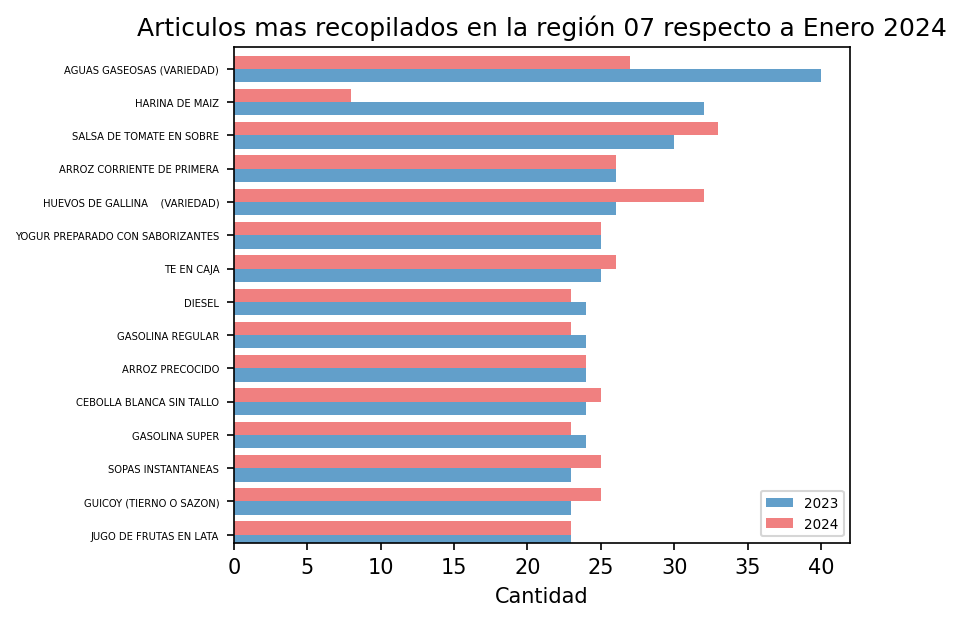 Articulos mas recopilados en la región 07 respecto a Enero 2024
AGUAS GASEOSAS (VARIEDAD)
HARINA DE MAIZ
SALSA DE TOMATE EN SOBRE
ARROZ CORRIENTE DE PRIMERA
HUEVOS DE GALLINA    (VARIEDAD)
YOGUR PREPARADO CON SABORIZANTES
TE EN CAJA
DIESEL
GASOLINA REGULAR
ARROZ PRECOCIDO
CEBOLLA BLANCA SIN TALLO
GASOLINA SUPER
SOPAS INSTANTANEAS
GUICOY (TIERNO O SAZON)
JUGO DE FRUTAS EN LATA
2023
2024
0 5 10 15 20 25 30 35 40
Cantidad